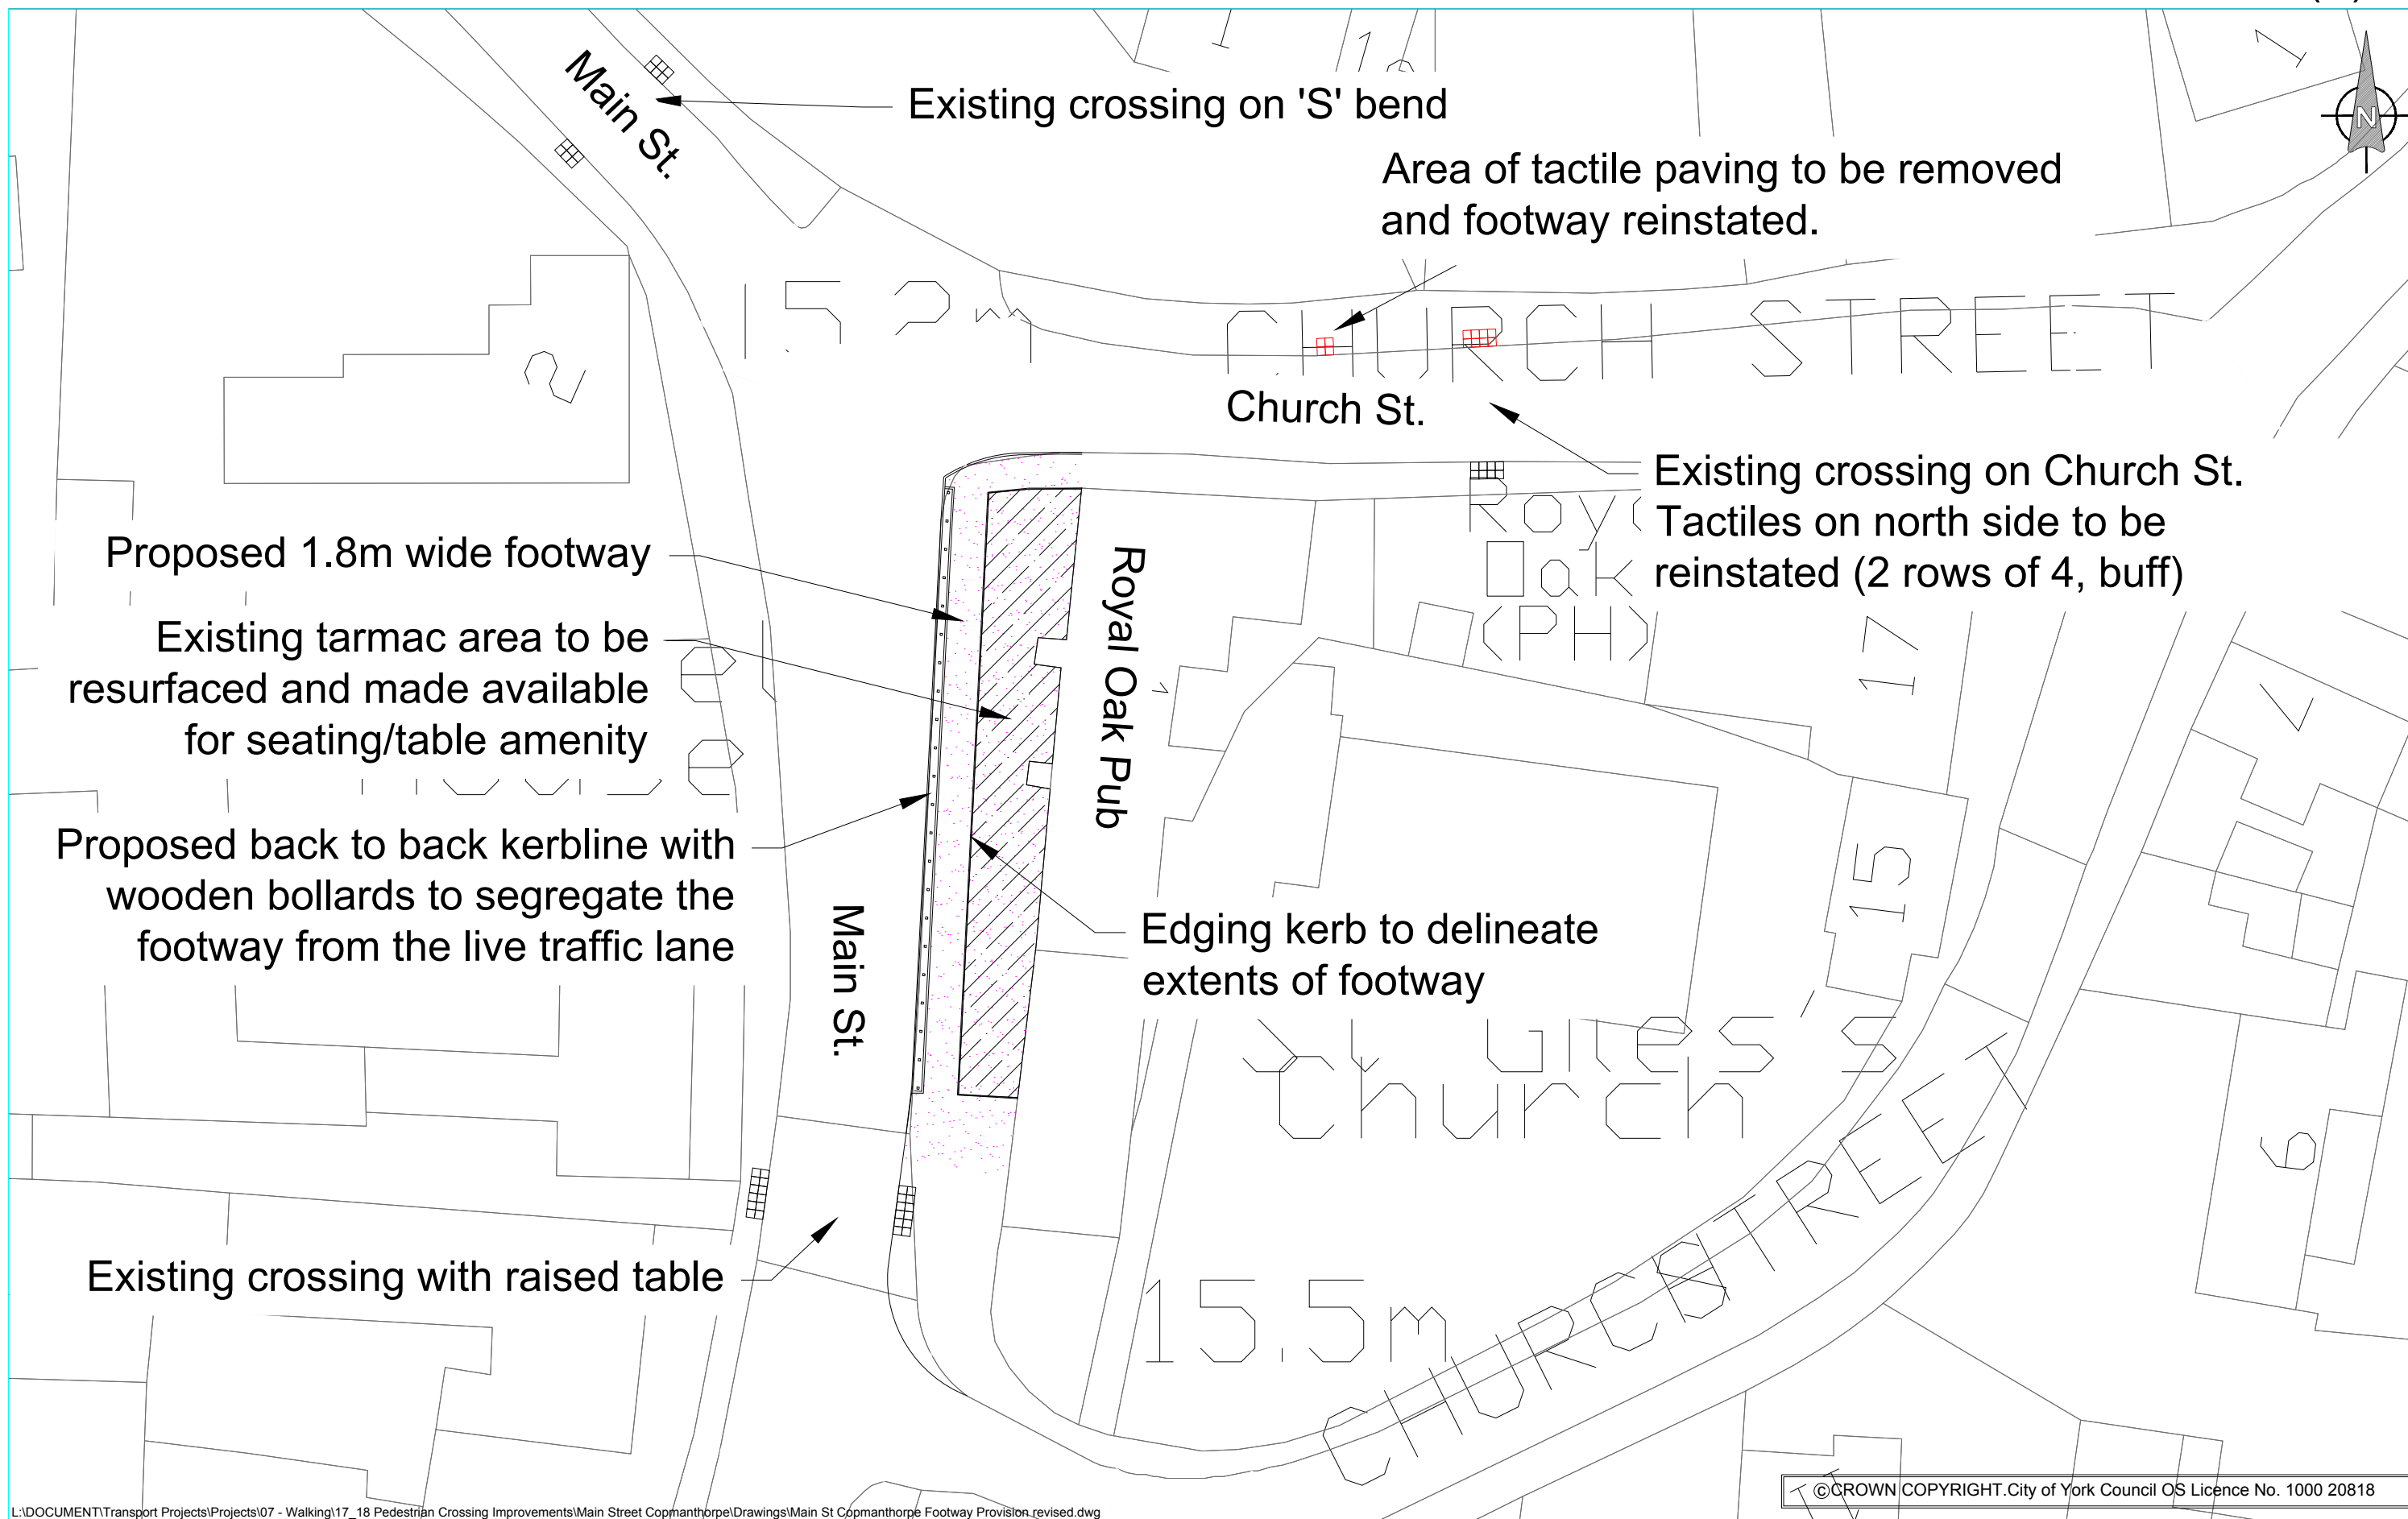 Main St.
Existing crossing on 'S' bend
N
Area of tactile paving to be removed
and footway reinstated.
CHURCH STREET
Church St.
Existing crossing on Church St.
Tactiles on north side to be
reinstated (2 rows of 4, buff)
Proposed 1.8m wide footway
Existing tarmac area to be
resurfaced and made available
for seating/table amenity
Royal Oak Pub
(PH)
17
Proposed back to back kerbline with
wooden bollards to segregate the
footway from the live traffic lane
Main St.
Edging kerb to delineate
extents of footway
15
Church
CHURCH STREET
Existing crossing with raised table
15.5m
2
7
9
©CROWN COPYRIGHT.City of York Council OS Licence No. 1000 20818
L:\DOCUMENT\Transport Projects\Projects\07 - Walking\17_18 Pedestrian Crossing Improvements\Main Street Copmanthorpe\Drawings\Main St Copmanthorpe Footway Provision revised.dwg